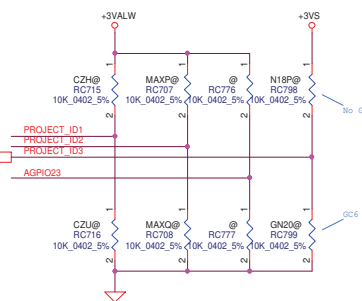 +3VALW
+3VS
1 1 1 1
CZH@ MAXP@ @ N18P@
RC715 RC707 RC776 RC798
10K_0402_5% 10K_0402_5% 10K_0402_5% 10K_0402_5%
2 2 2 2
No G
PROJECT_ID1
PROJECT_ID2
PROJECT_ID3
AGPIO23
1 1 1 1
CZU@ MAXQ@ @ GN20@
RC716 RC708 RC777 RC799
10K_0402_5% 10K_0402_5% 10K_0402_5% 10K_0402_5%
2 2 2 2
GC6